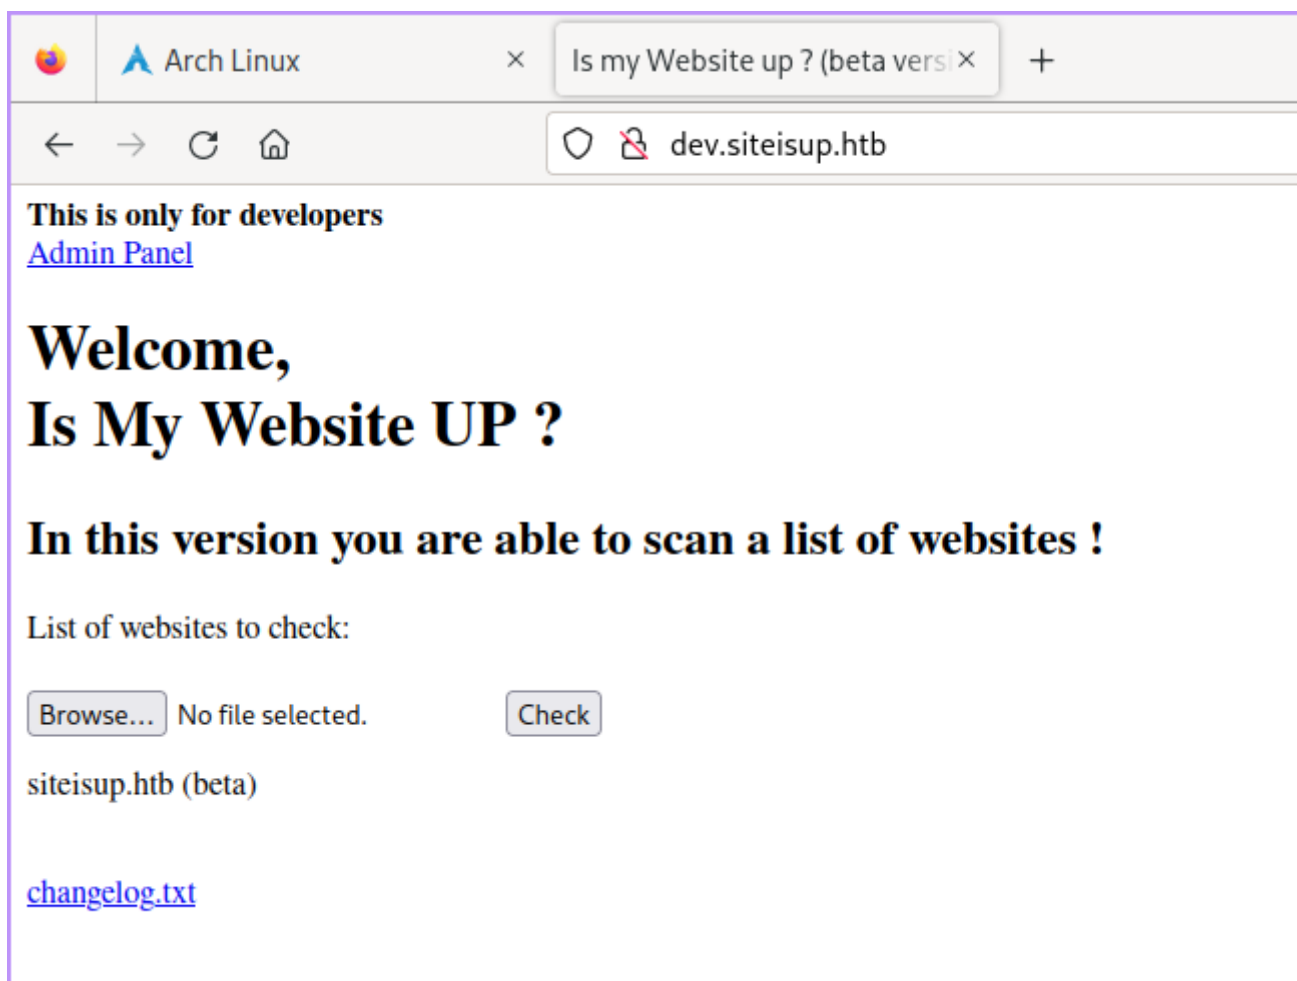 Arch Linux
Is my Website up ? (beta versi
dev.siteisup.htb
This is only for developers
Admin Panel
Welcome,
Is My Website UP ?
In this version you are able to scan a list of websites !
List of websites to check:
Browse... No file selected. Check
siteisup.htb (beta)
changelog.txt